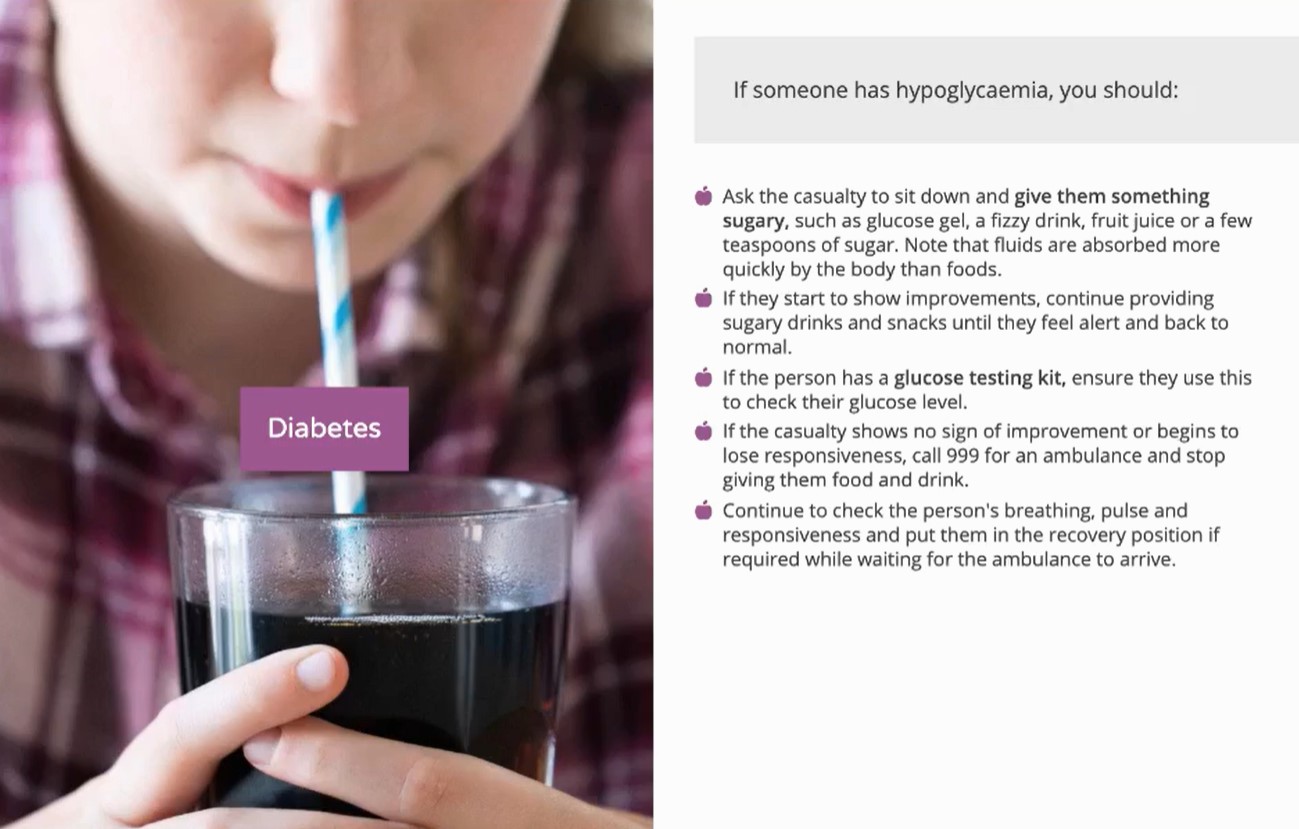 Diabetes
If someone has hypoglycaemia, you should:
Ask the casualty to sit down and give them something
sugary, such as glucose gel, a fizzy drink, fruit juice or a few
teaspoons of sugar. Note that fluids are absorbed more
quickly by the body than foods.
If they start to show improvements, continue providing
sugary drinks and snacks until they feel alert and back to
normal.
If the person has a glucose testing kit, ensure they use this
to check their glucose level.
If the casualty shows no sign of improvement or begins to
lose responsiveness, call 999 for an ambulance and stop
giving them food and drink.
Continue to check the person's breathing, pulse and
responsiveness and put them in the recovery position if
required while waiting for the ambulance to arrive.